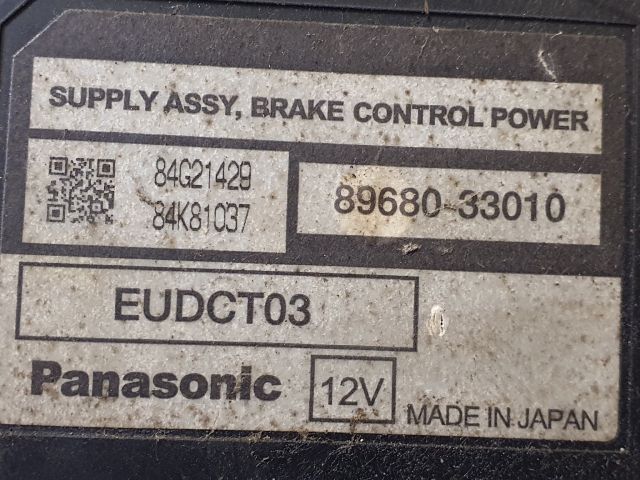 SUPPLY ASSY, BRAKE CONTROL POWER
84G21429
84K81037
89680-33010
EUDCT03
Panasonic
12V
MADE IN JAPAN